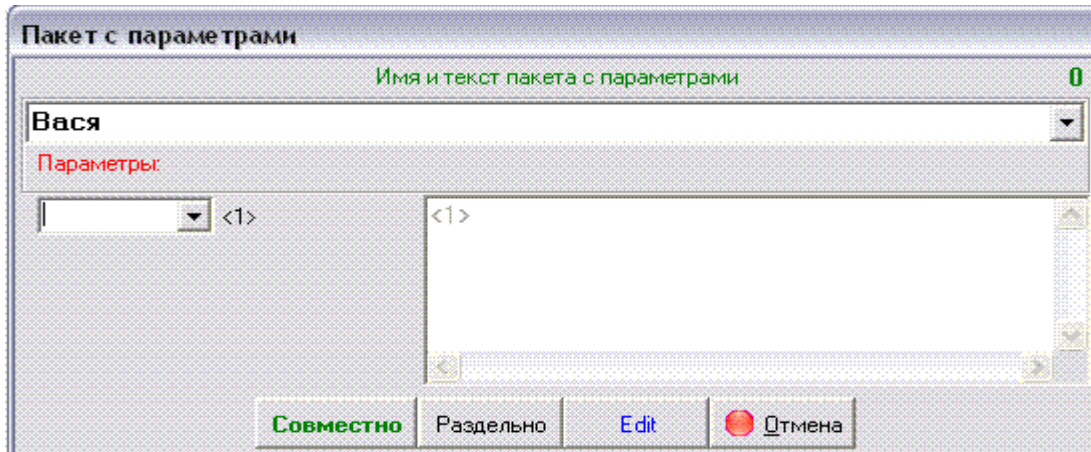 Пакет с параметрами
Имя и текст пакета с параметрами 0
Вася
Параметры:
<1> <1>
Совместно Раздельно Edit Отмена